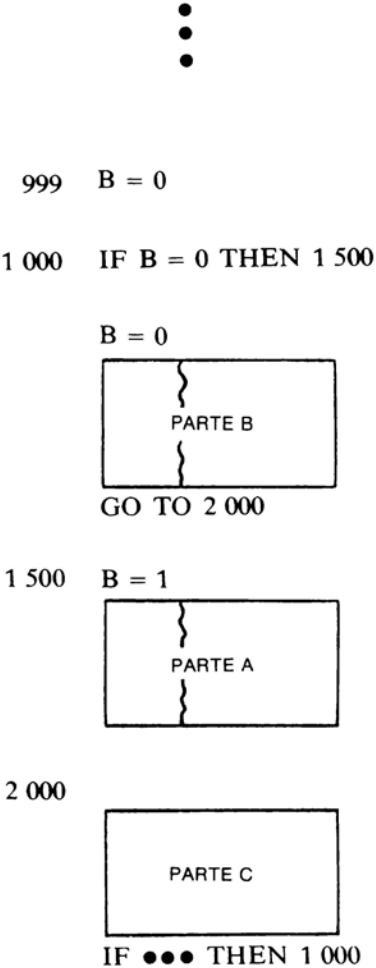 999 B = 0
1 000 IF B = 0 THEN 1 500
B = 0
PARTE B
GO TO 2 000
1 500 B = 1
PARTE A
2 000
PARTE C
IF ••• THEN 1 000